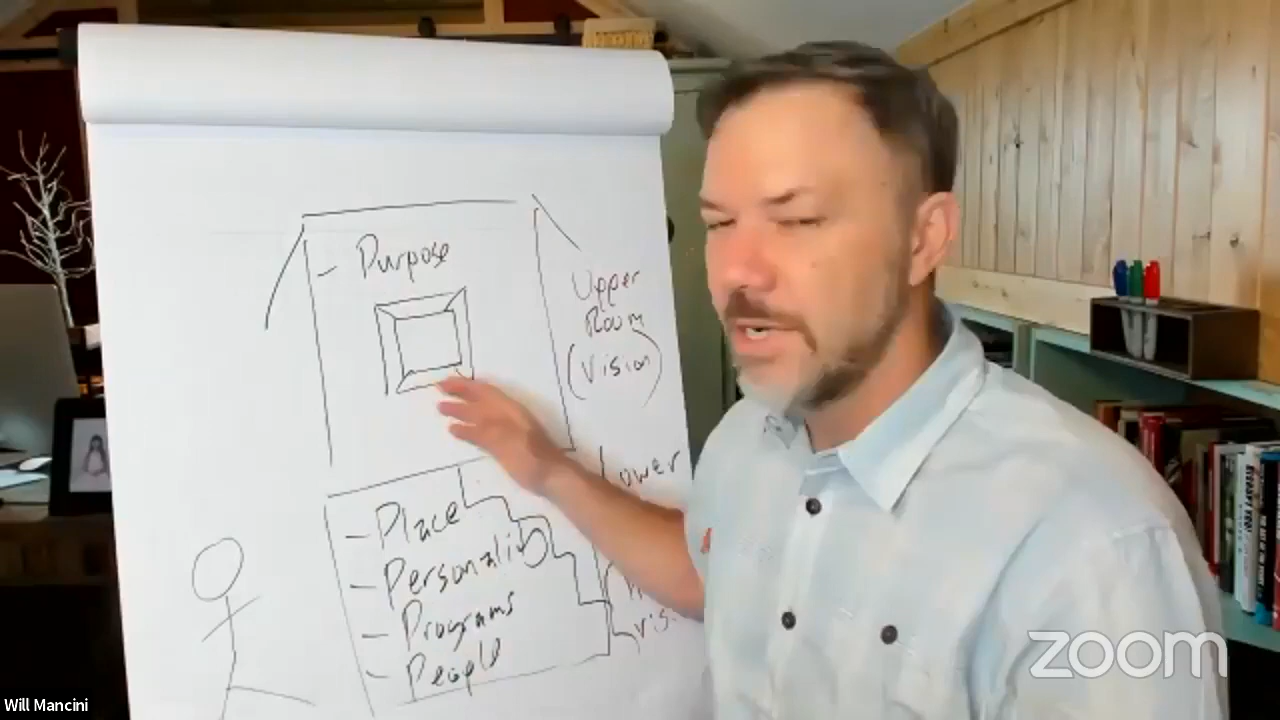 - Purpose
Upper
Room
(Vision)
Lower
- Place
- Personality
- Programs
- People
zoom
Will Mancini